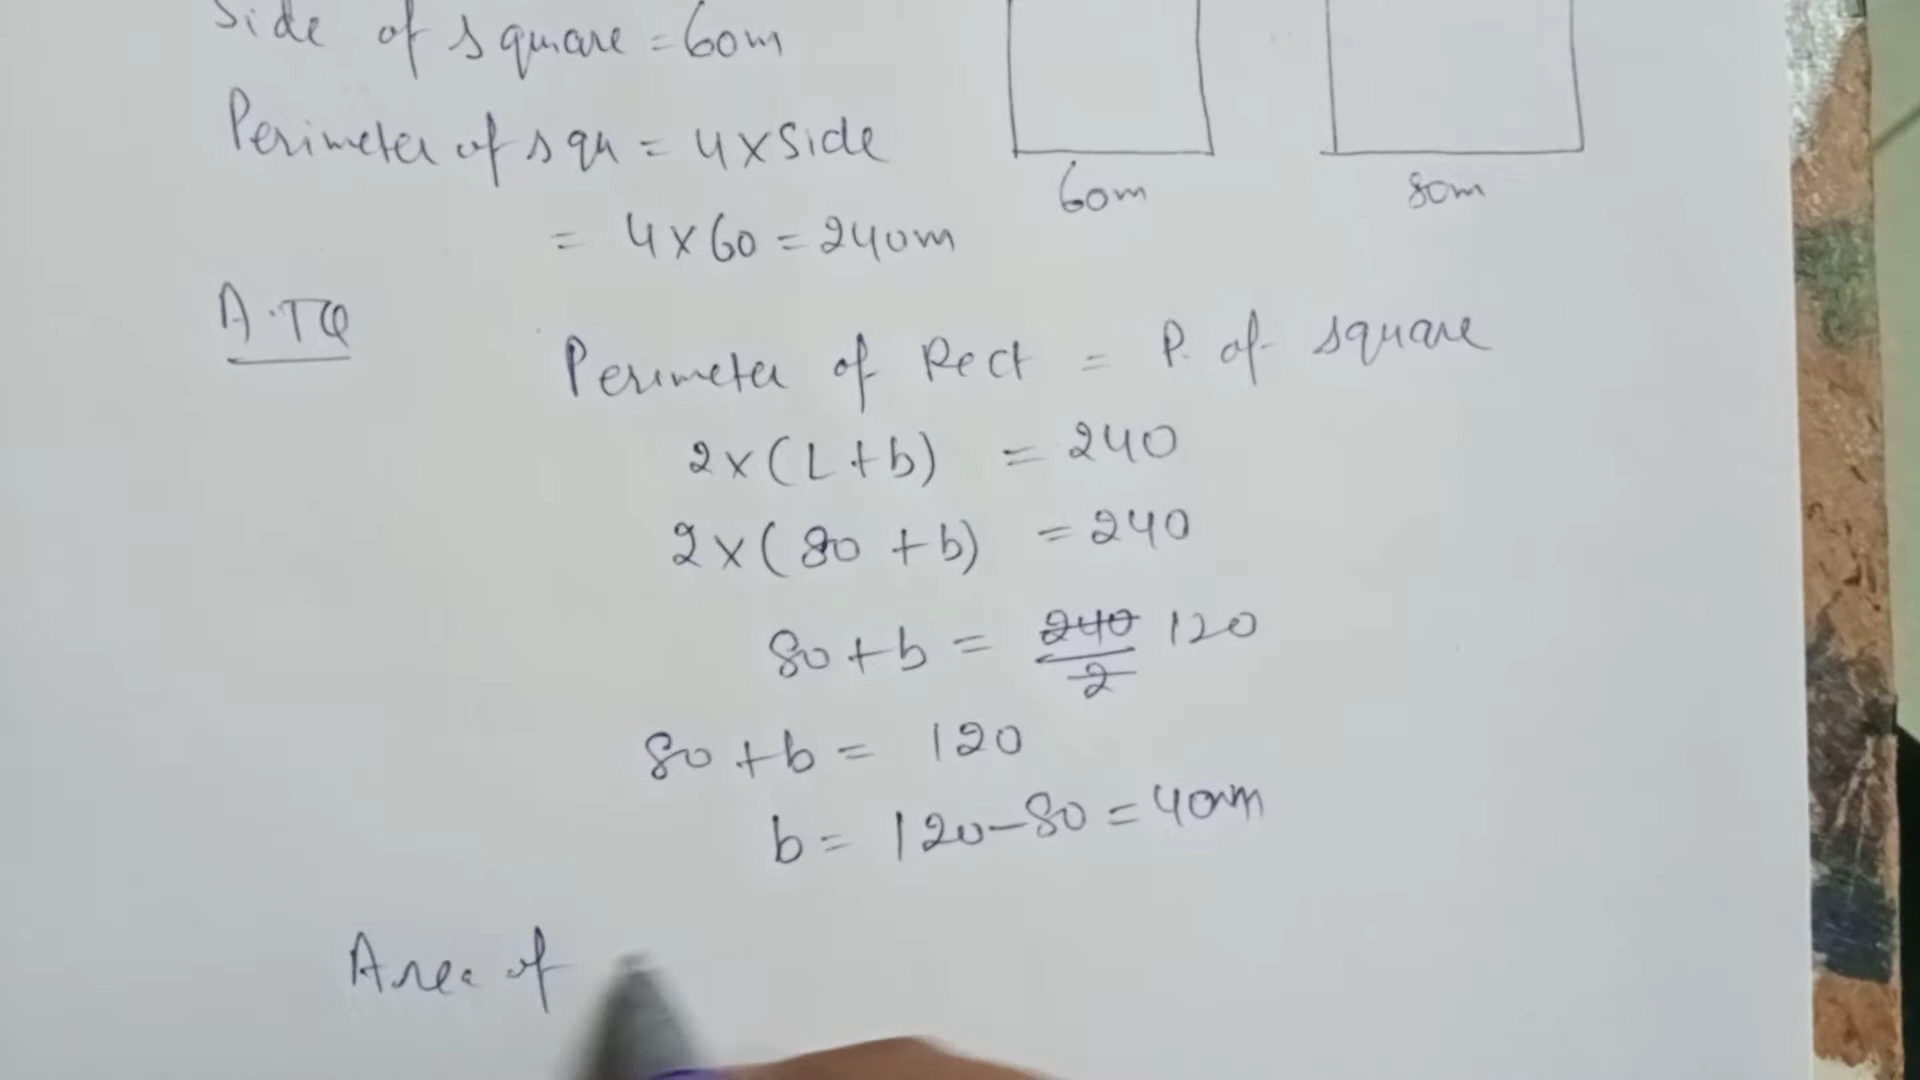 Side of square = 60m
Perimeter of squ = 4 x Side
= 4 x 60 = 240m
60m
80m
A.TQ
Perimeter of Rect = P. of square
2 x (L + b) = 240
2 x (80 + b) = 240
80 + b = 240/2 120
80 + b = 120
b = 120 - 80 = 40m
Area of